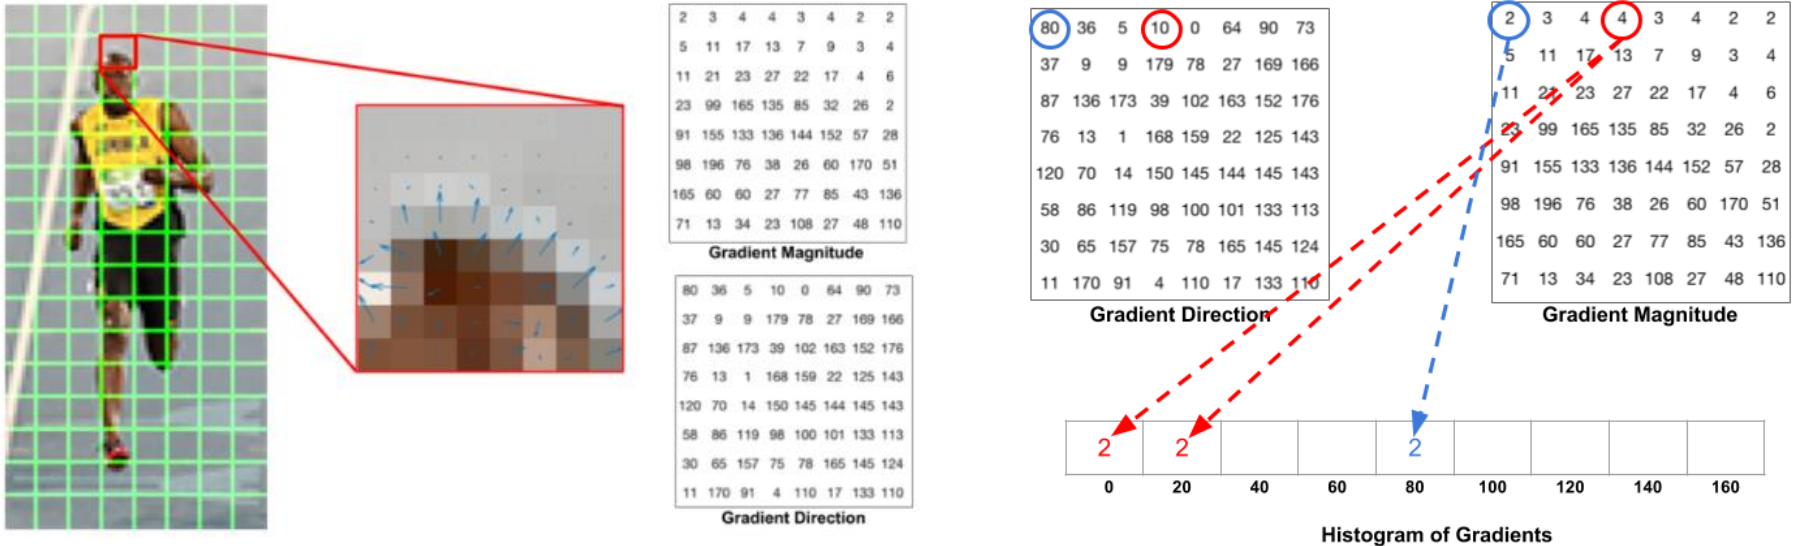 2 3 4 4 3 4 2 2
5 11 17 13 7 9 3 4
11 21 23 27 22 17 4 6
23 99 165 135 85 32 26 2
91 155 133 136 144 152 57 28
98 196 76 38 26 60 170 51
165 60 60 27 77 85 43 136
71 13 34 23 108 27 48 110
Gradient Magnitude
80 36 5 10 0 64 90 73
37 9 9 179 78 27 169 166
87 136 173 39 102 163 152 176
76 13 1 168 159 22 125 143
120 70 14 150 145 144 145 143
58 86 119 98 100 101 133 113
30 65 157 75 78 165 145 124
11 170 91 4 110 17 133 110
Gradient Direction
80 36 5 10 0 64 90 73
37 9 9 179 78 27 169 166
87 136 173 39 102 163 152 176
76 13 1 168 159 22 125 143
120 70 14 150 145 144 145 143
58 86 119 98 100 101 133 113
30 65 157 75 78 165 145 124
11 170 91 4 110 17 133 110
Gradient Direction
2 3 4 4 3 4 2 2
5 11 17 13 7 9 3 4
11 21 23 27 22 17 4 6
23 99 165 135 85 32 26 2
91 155 133 136 144 152 57 28
98 196 76 38 26 60 170 51
165 60 60 27 77 85 43 136
71 13 34 23 108 27 48 110
Gradient Magnitude
2 2 2
0 20 40 60 80 100 120 140 160
Histogram of Gradients